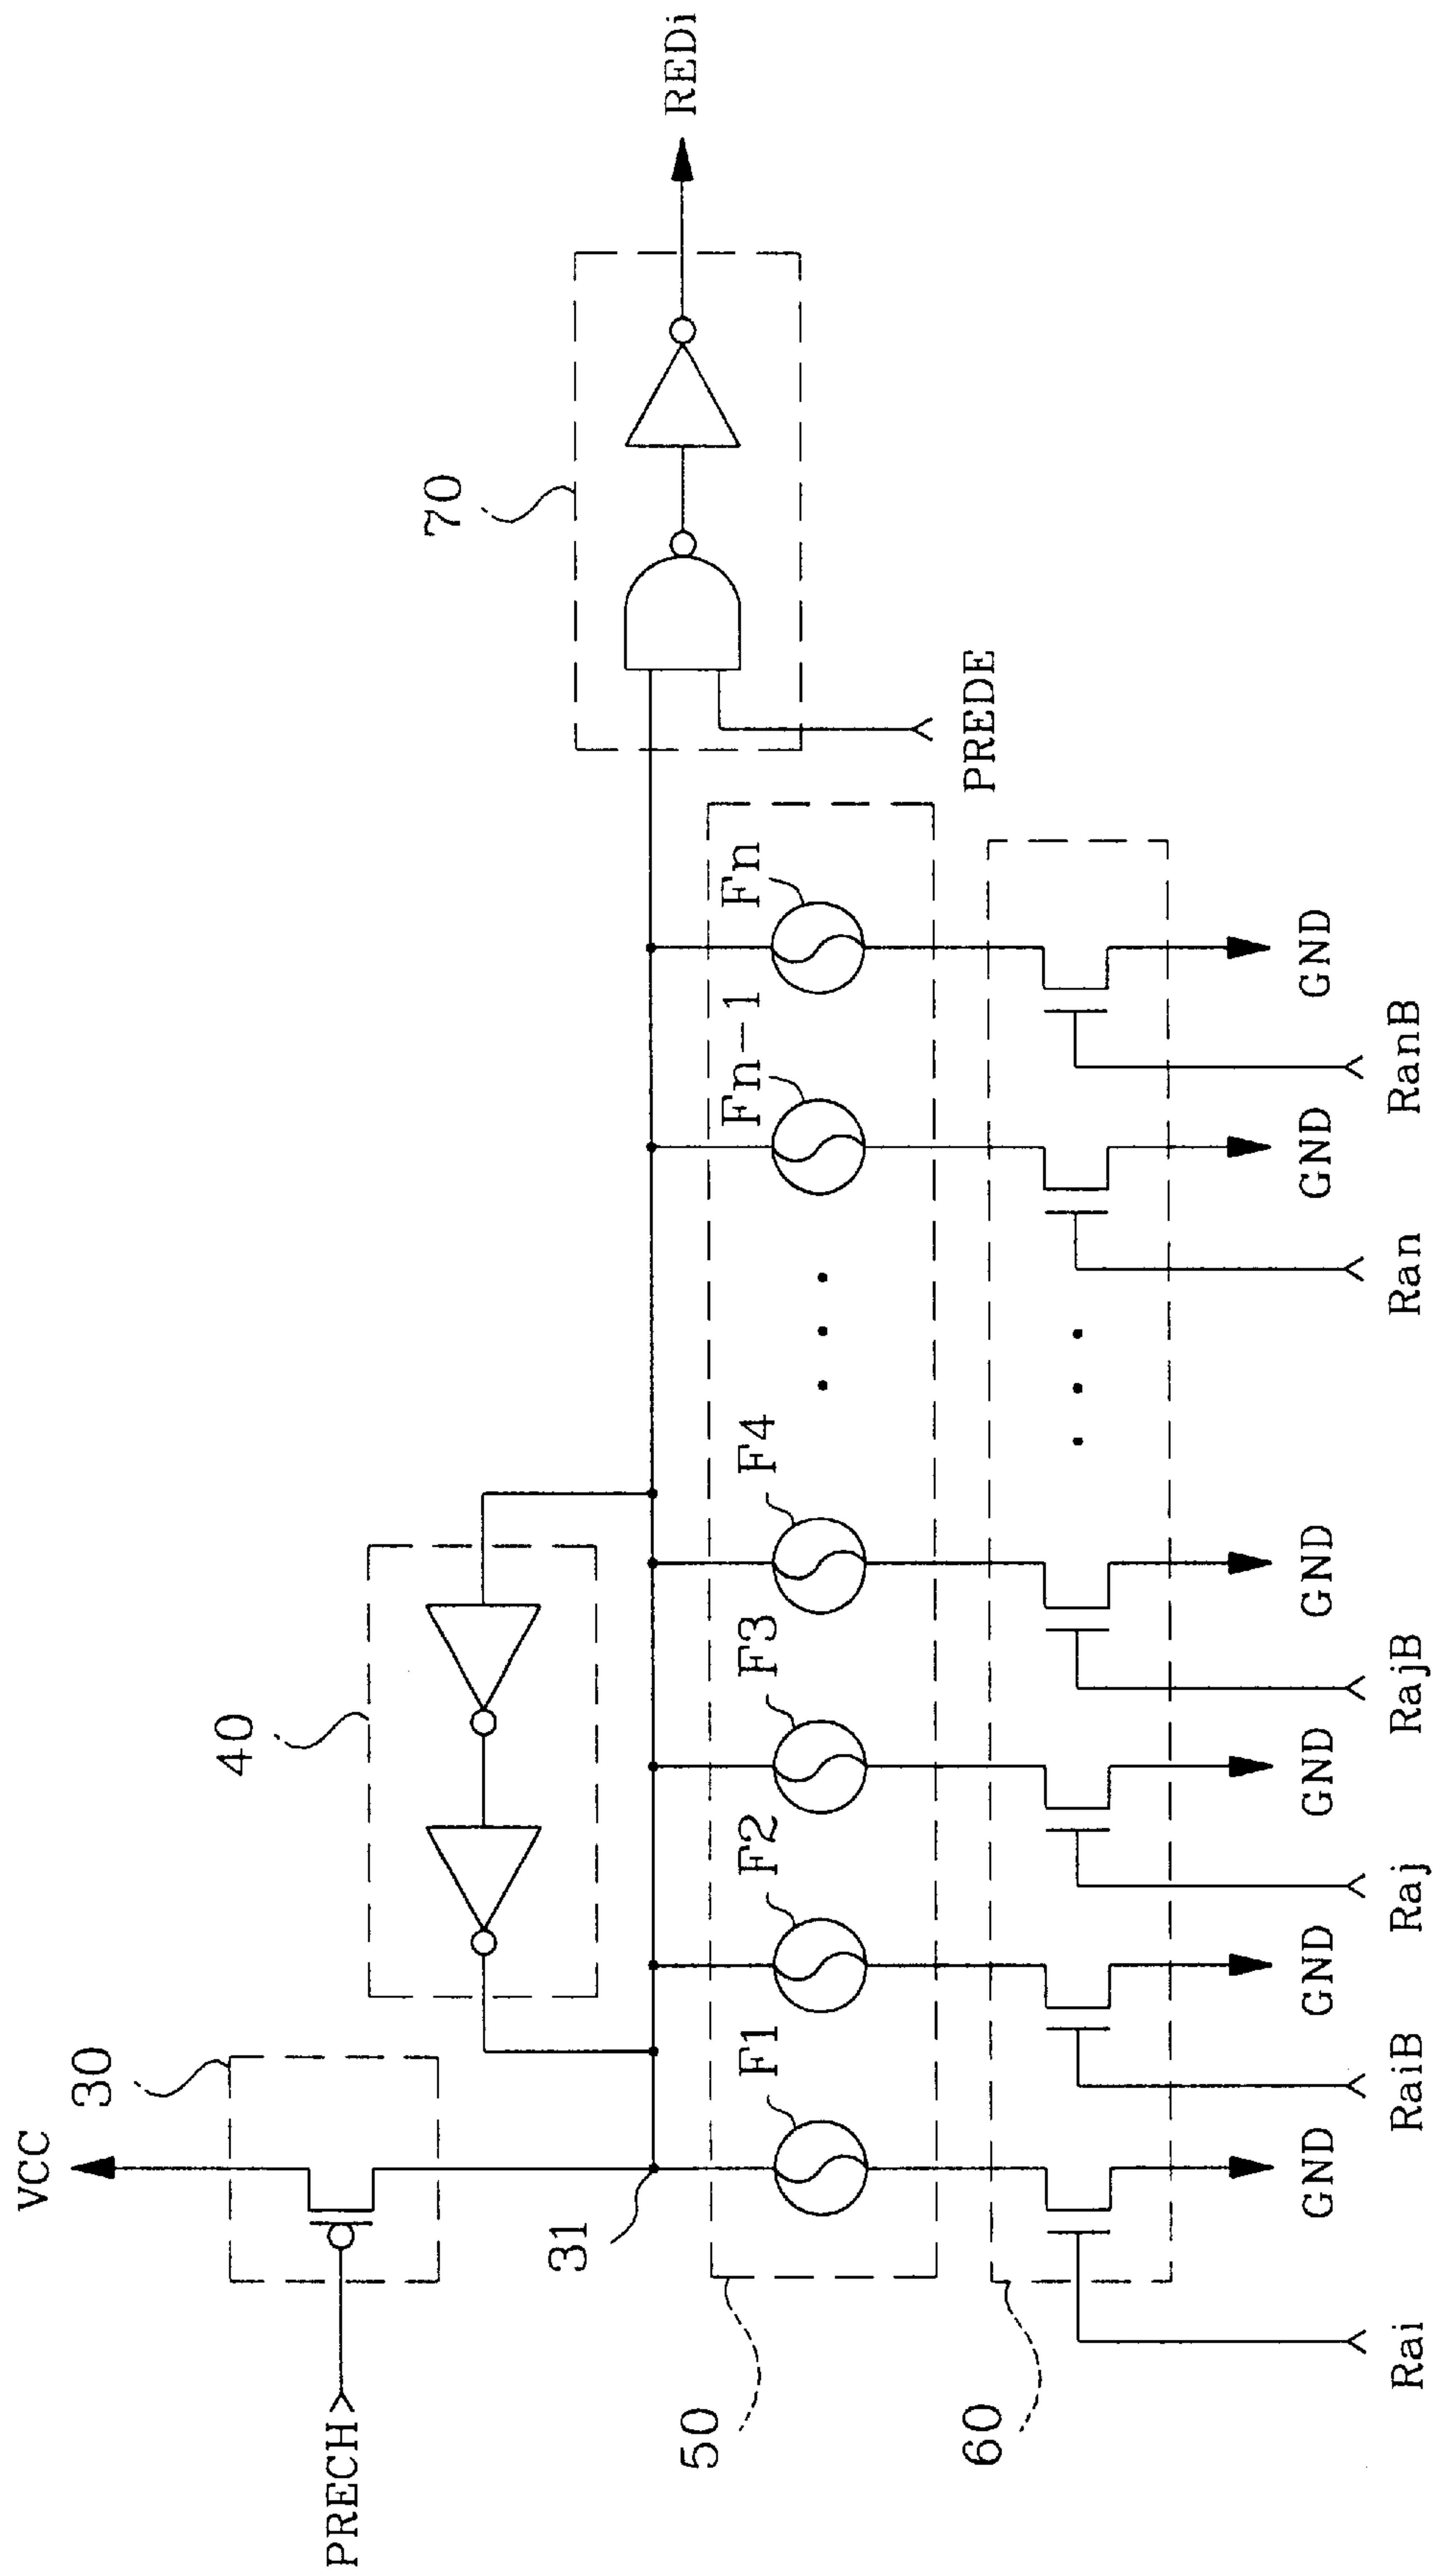 VCC
30
PRECH
40
31
70
REDi
50
F1
F2
F3
F4
Fn-1
Fn
PREDE
60
GND
GND
GND
GND
GND
GND
Rai
RaiB
Raj
RajB
Ran
RanB